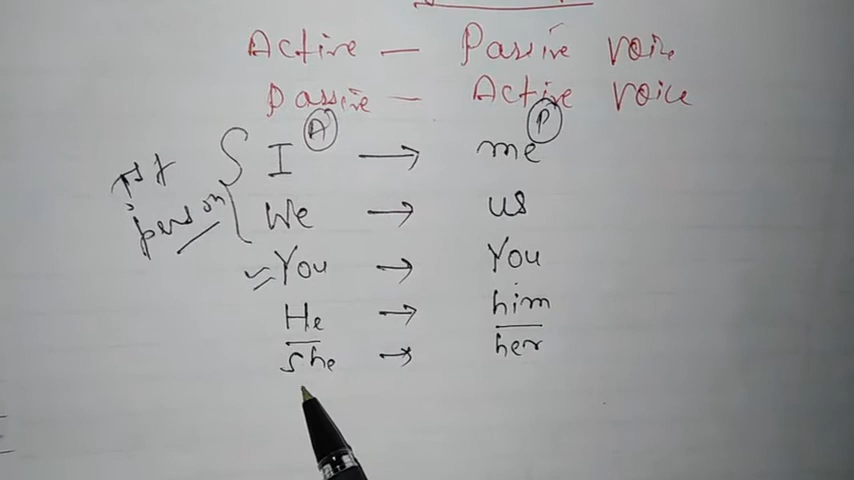 Active — Passive voice
Passive — Active voice
A P
I → me
1st person
We → us
You → You
He → him
she → her